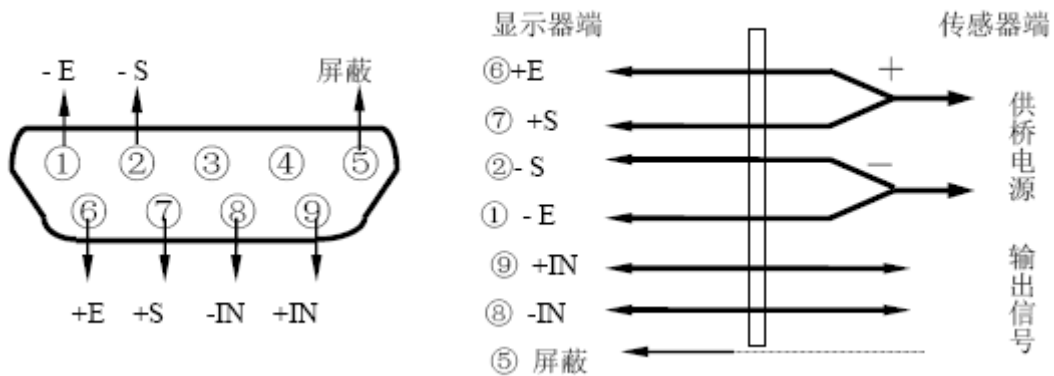 - E - S 屏蔽
① ② ③ ④ ⑤
⑥ ⑦ ⑧ ⑨
+E +S -IN +IN
显示器端 传感器端
⑥+E
⑦ +S
②- S
① - E
⑨ +IN
⑧ -IN
⑤ 屏蔽
+
—
供桥电源
输出信号